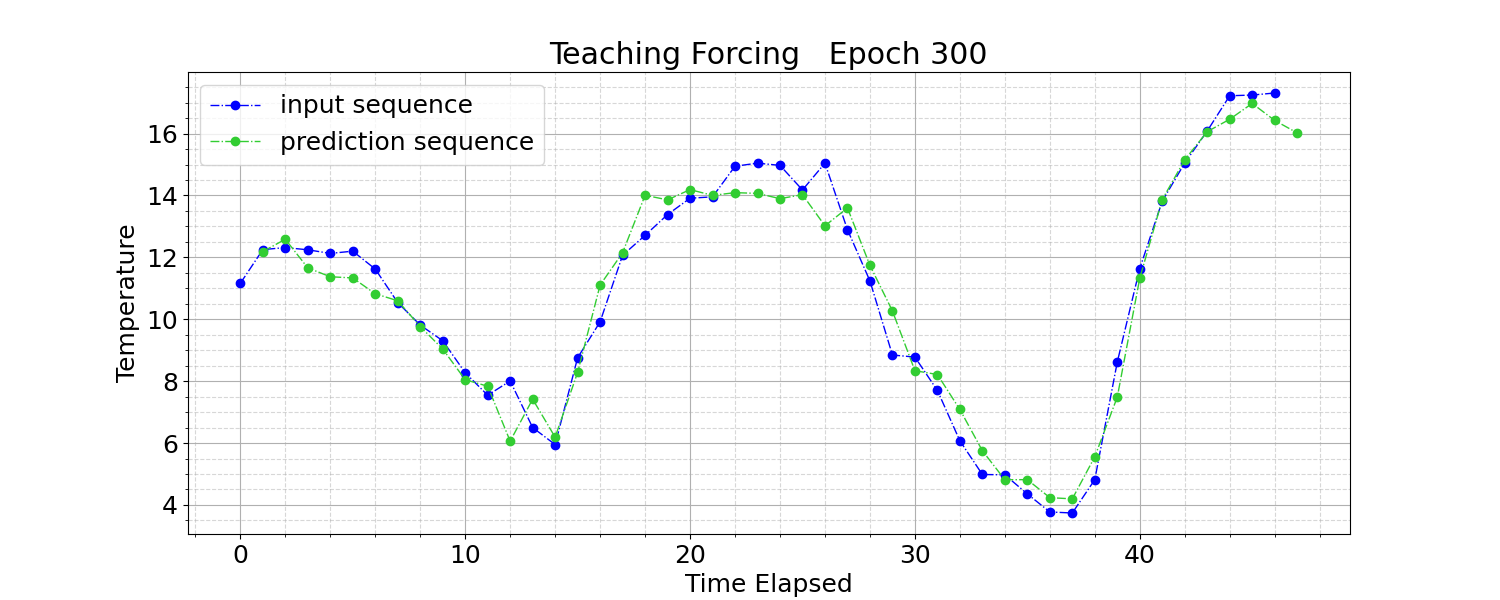 Teaching Forcing   Epoch 300
input sequence
prediction sequence
Temperature
16
14
12
10
8
6
4
0 10 20 30 40
Time Elapsed